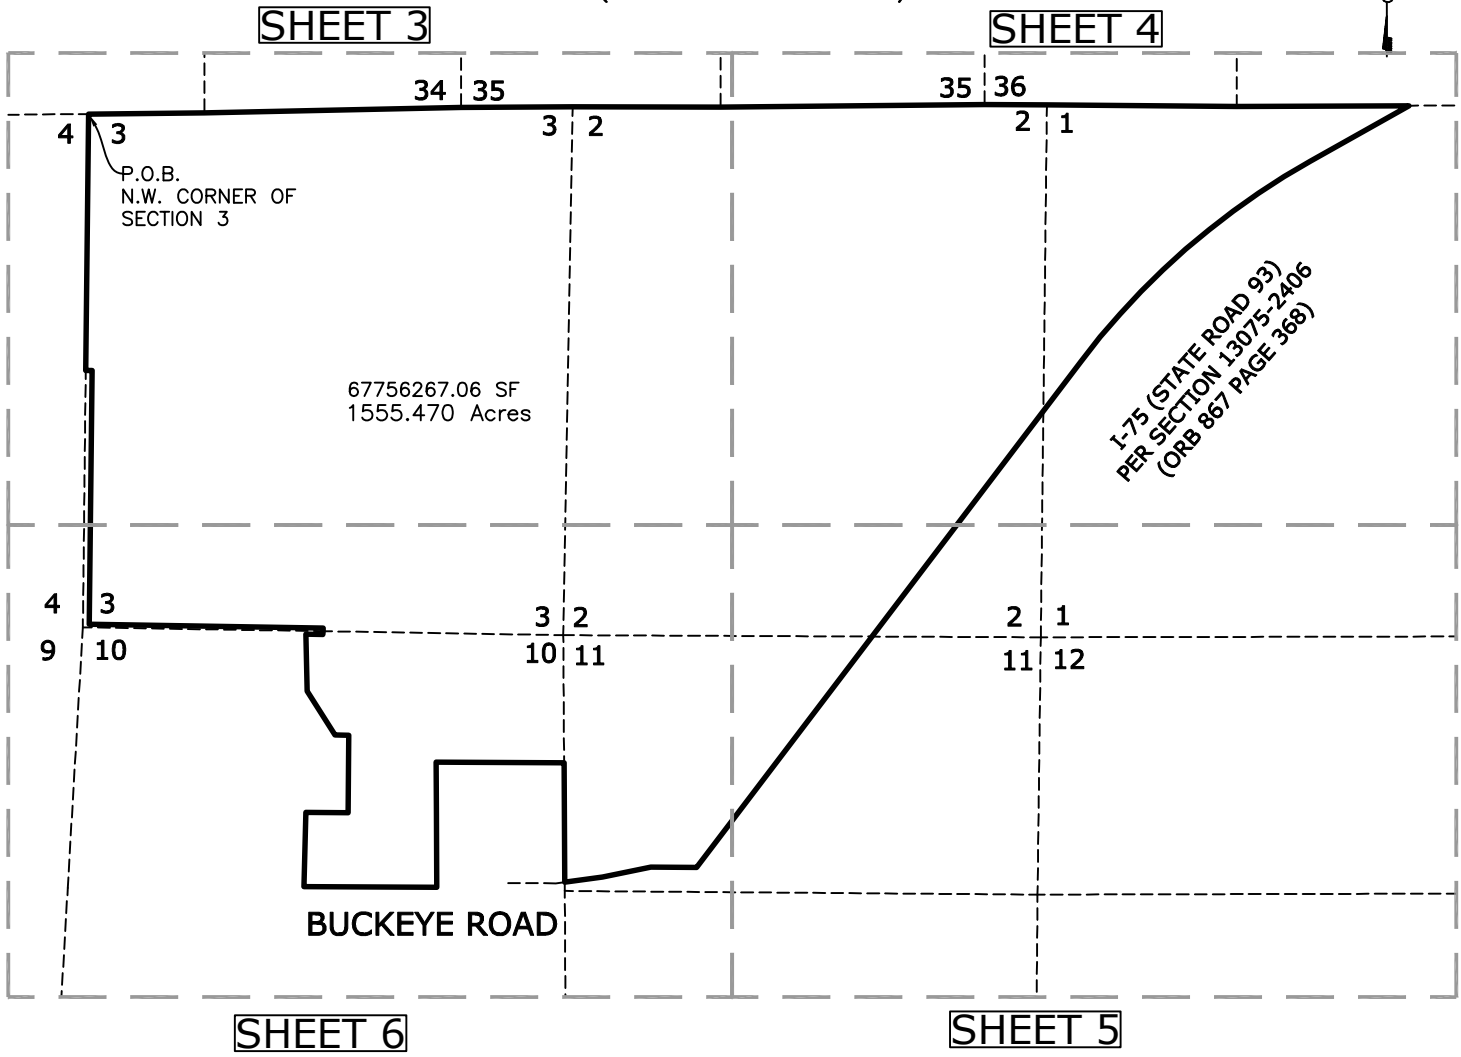 SHEET 3
SHEET 4
34 35
35 36
4 3
3 2
2 1
P.O.B.
N.W. CORNER OF
SECTION 3
I-75 (STATE ROAD 93)
PER SECTION 13075-2406
(ORB 867 PAGE 368)
67756267.06 SF
1555.470 Acres
4 3
3 2
2 1
9 10
10 11
11 12
BUCKEYE ROAD
SHEET 6
SHEET 5